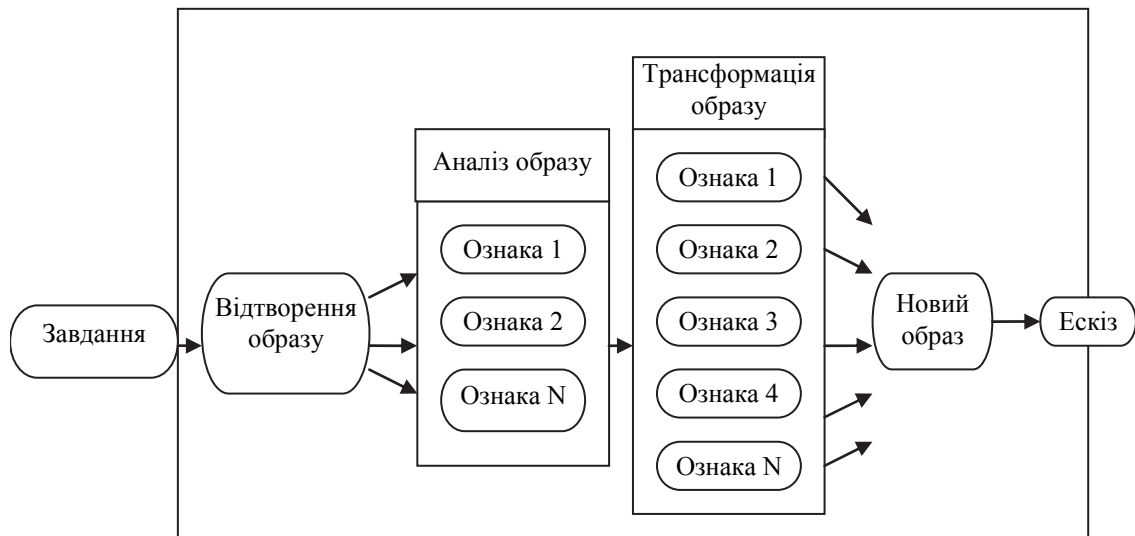 Завдання
Відтворення
образу
Аналіз образу
Ознака 1
Ознака 2
Ознака N
Трансформація
образу
Ознака 1
Ознака 2
Ознака 3
Ознака 4
Ознака N
Новий
образ
Ескіз